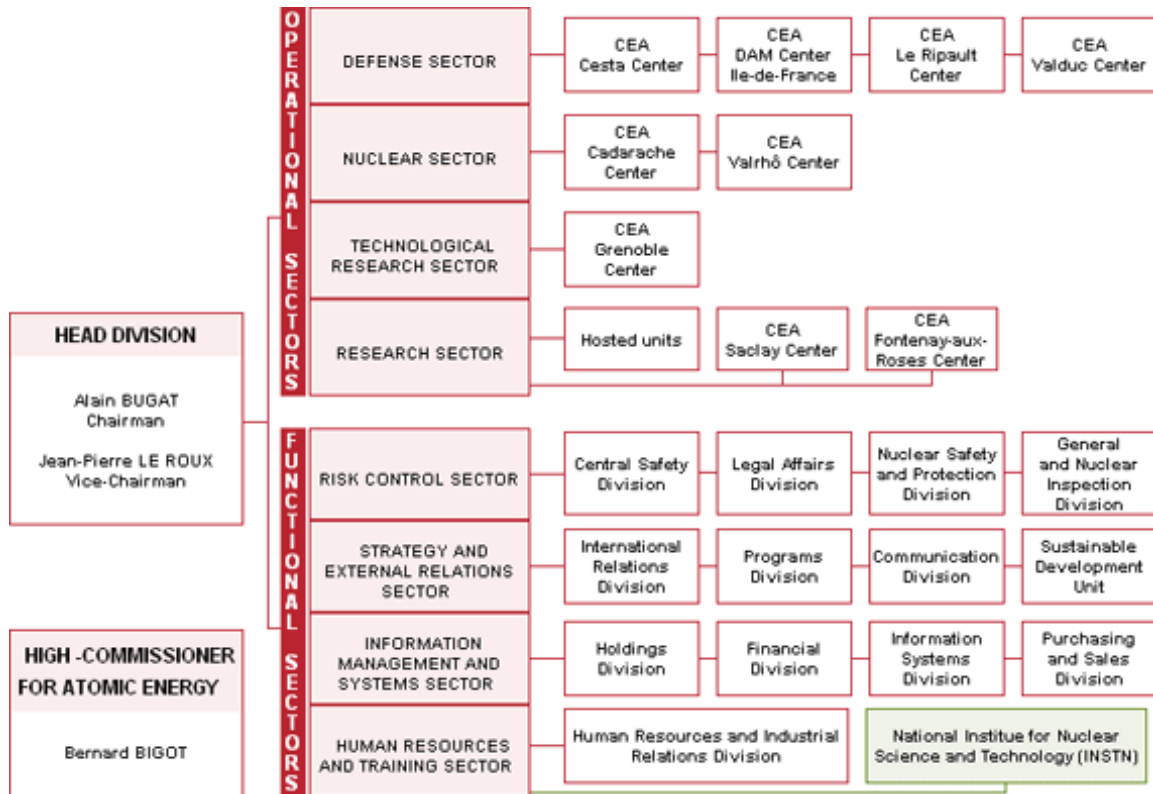 OPERATIONAL SECTORS
DEFENSE SECTOR
CEA
Cesta Center
CEA
DAM Center
Ile-de-France
CEA
Le Ripault
Center
CEA
Valduc Center
NUCLEAR SECTOR
CEA
Cadarache
Center
CEA
Valrhô Center
TECHNOLOGICAL
RESEARCH SECTOR
CEA
Grenoble
Center
RESEARCH SECTOR
Hosted units
CEA
Saclay Center
CEA
Fontenay-aux-
Roses Center
HEAD DIVISION
Alain BUGAT
Chairman
Jean-Pierre LE ROUX
Vice-Chairman
FUNCTIONAL SECTORS
RISK CONTROL SECTOR
Central Safety
Division
Legal Affairs
Division
Nuclear Safety
and Protection
Division
General
and Nuclear
Inspection
Division
STRATEGY AND
EXTERNAL RELATIONS
SECTOR
International
Relations
Division
Programs
Division
Communication
Division
Sustainable
Development
Unit
INFORMATION
MANAGEMENT AND
SYSTEMS SECTOR
Holdings
Division
Financial
Division
Information
Systems
Division
Purchasing
and Sales
Division
HUMAN RESOURCES
AND TRAINING SECTOR
Human Resources and Industrial
Relations Division
National Institue for Nuclear
Science and Technology (INSTN)
HIGH -COMMISSIONER
FOR ATOMIC ENERGY
Bernard BIGOT